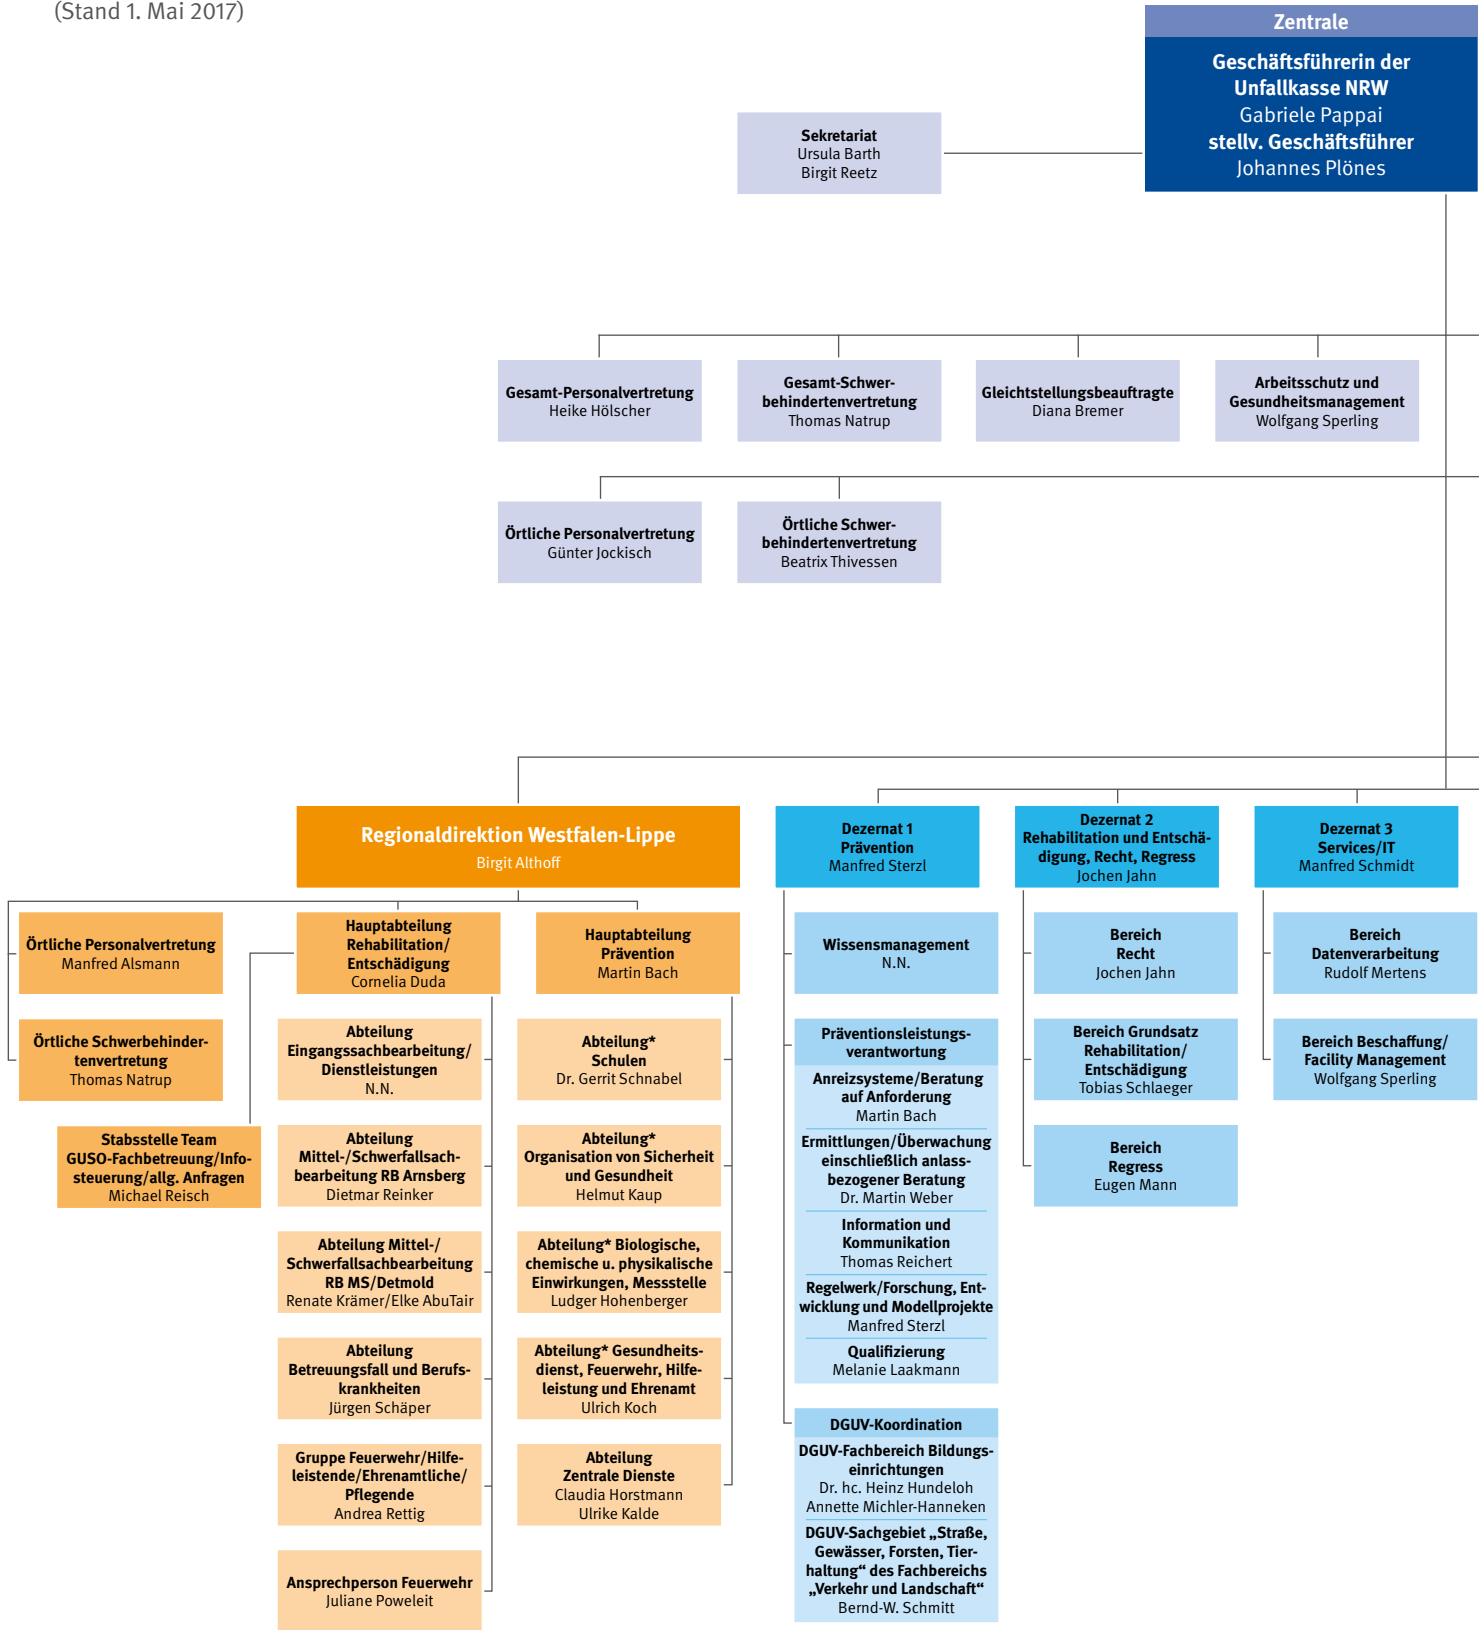 (Stand 1. Mai 2017)
Zentrale
Geschäftsführerin der
Unfallkasse NRW
Gabriele Pappai
stellv. Geschäftsführer
Johannes Plönes
Sekretariat
Ursula Barth
Birgit Reetz
Gesamt-Personalvertretung
Heike Hölscher
Gesamt-Schwer-
behindertenvertretung
Thomas Natrup
Gleichstellungsbeauftragte
Diana Bremer
Arbeitsschutz und
Gesundheitsmanagement
Wolfgang Sperling
Örtliche Personalvertretung
Günter Jockisch
Örtliche Schwer-
behindertenvertretung
Beatrix Thivessen
Regionaldirektion Westfalen-Lippe
Birgit Althoff
Örtliche Personalvertretung
Manfred Alsmann
Örtliche Schwerbehinder-
tenvertretung
Thomas Natrup
Hauptabteilung
Rehabilitation/
Entschädigung
Cornelia Duda
Stabsstelle Team
GUSO-Fachbetreuung/Info-
steuerung/allg. Anfragen
Michael Reisch
Abteilung
Eingangssachbearbeitung/
Dienstleistungen
N.N.
Abteilung
Mittel-/Schwerfallsach-
bearbeitung RB Arnsberg
Dietmar Reinker
Abteilung Mittel-/
Schwerfallsachbearbeitung
RB MS/Detmold
Renate Krämer/Elke AbuTair
Abteilung
Betreuungsfall und Berufs-
krankheiten
Jürgen Schäper
Gruppe Feuerwehr/Hilfe-
leistende/Ehrenamtliche/
Pflegende
Andrea Rettig
Ansprechperson Feuerwehr
Juliane Poweleit
Hauptabteilung
Prävention
Martin Bach
Abteilung*
Schulen
Dr. Gerrit Schnabel
Abteilung*
Organisation von Sicherheit
und Gesundheit
Helmut Kaup
Abteilung* Biologische,
chemische u. physikalische
Einwirkungen, Messstelle
Ludger Hohenberger
Abteilung* Gesundheits-
dienst, Feuerwehr, Hilfe-
leistung und Ehrenamt
Ulrich Koch
Abteilung
Zentrale Dienste
Claudia Horstmann
Ulrike Kalde
Dezernat 1
Prävention
Manfred Sterzl
Wissensmanagement
N.N.
Präventionsleistungs-
verantwortung
Anreizsysteme/Beratung
auf Anforderung
Martin Bach
Ermittlungen/Überwachung
einschließlich anlass-
bezogener Beratung
Dr. Martin Weber
Information und
Kommunikation
Thomas Reichert
Regelwerk/Forschung, Ent-
wicklung und Modellprojekte
Manfred Sterzl
Qualifizierung
Melanie Laakmann
DGUV-Koordination
DGUV-Fachbereich Bildungs-
einrichtungen
Dr. hc. Heinz Hundeloh
Annette Michler-Hanneken
DGUV-Sachgebiet „Straße,
Gewässer, Forsten, Tier-
haltung“ des Fachbereichs
„Verkehr und Landschaft“
Bernd-W. Schmitt
Dezernat 2
Rehabilitation und Entschä-
digung, Recht, Regress
Jochen Jahn
Bereich
Recht
Jochen Jahn
Bereich Grundsatz
Rehabilitation/
Entschädigung
Tobias Schlaeger
Bereich
Regress
Eugen Mann
Dezernat 3
Services/IT
Manfred Schmidt
Bereich
Datenverarbeitung
Rudolf Mertens
Bereich Beschaffung/
Facility Management
Wolfgang Sperling